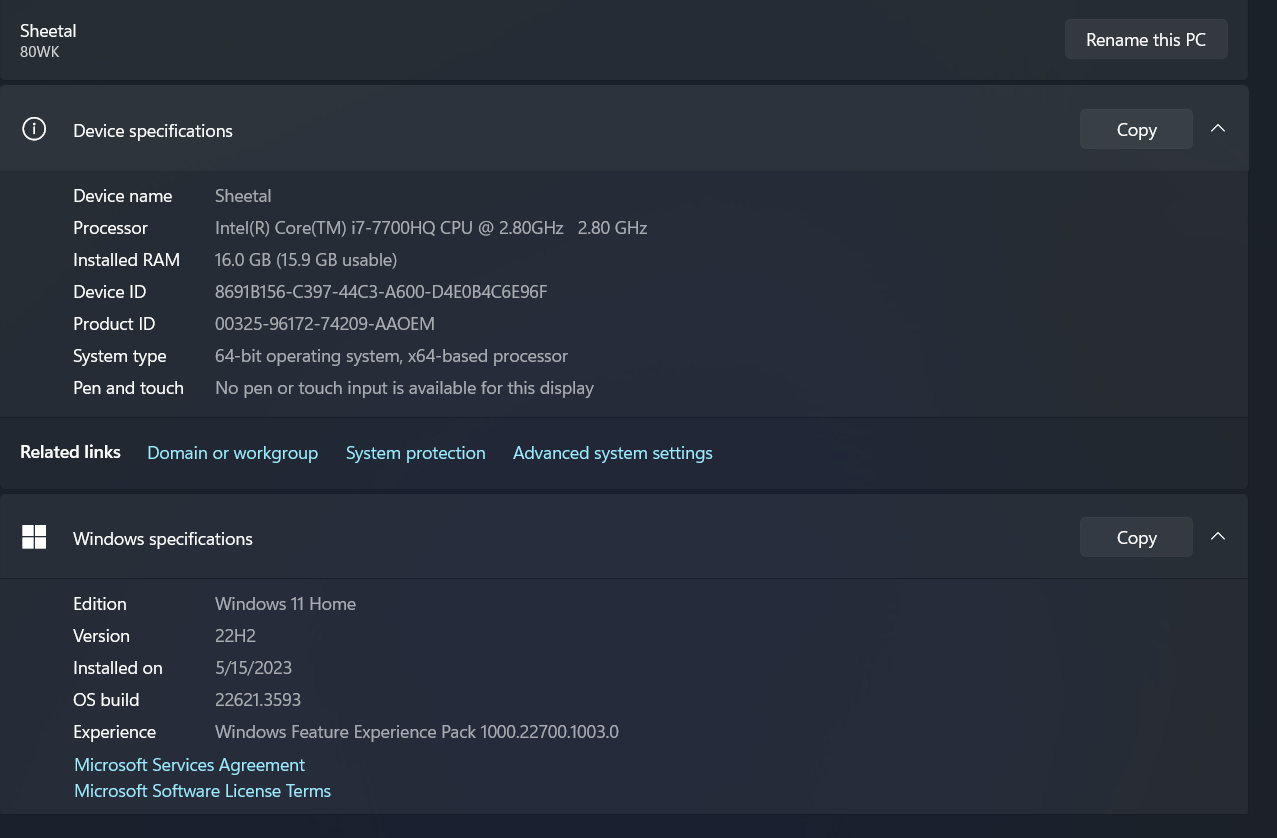 Sheetal
80WK
Rename this PC
Device specifications
Copy
Device name Sheetal
Processor Intel(R) Core(TM) i7-7700HQ CPU @ 2.80GHz 2.80 GHz
Installed RAM 16.0 GB (15.9 GB usable)
Device ID 8691B156-C397-44C3-A600-D4E0B4C6E96F
Product ID 00325-96172-74209-AAOEM
System type 64-bit operating system, x64-based processor
Pen and touch No pen or touch input is available for this display
Related links Domain or workgroup System protection Advanced system settings
Windows specifications
Copy
Edition Windows 11 Home
Version 22H2
Installed on 5/15/2023
OS build 22621.3593
Experience Windows Feature Experience Pack 1000.22700.1003.0
Microsoft Services Agreement
Microsoft Software License Terms